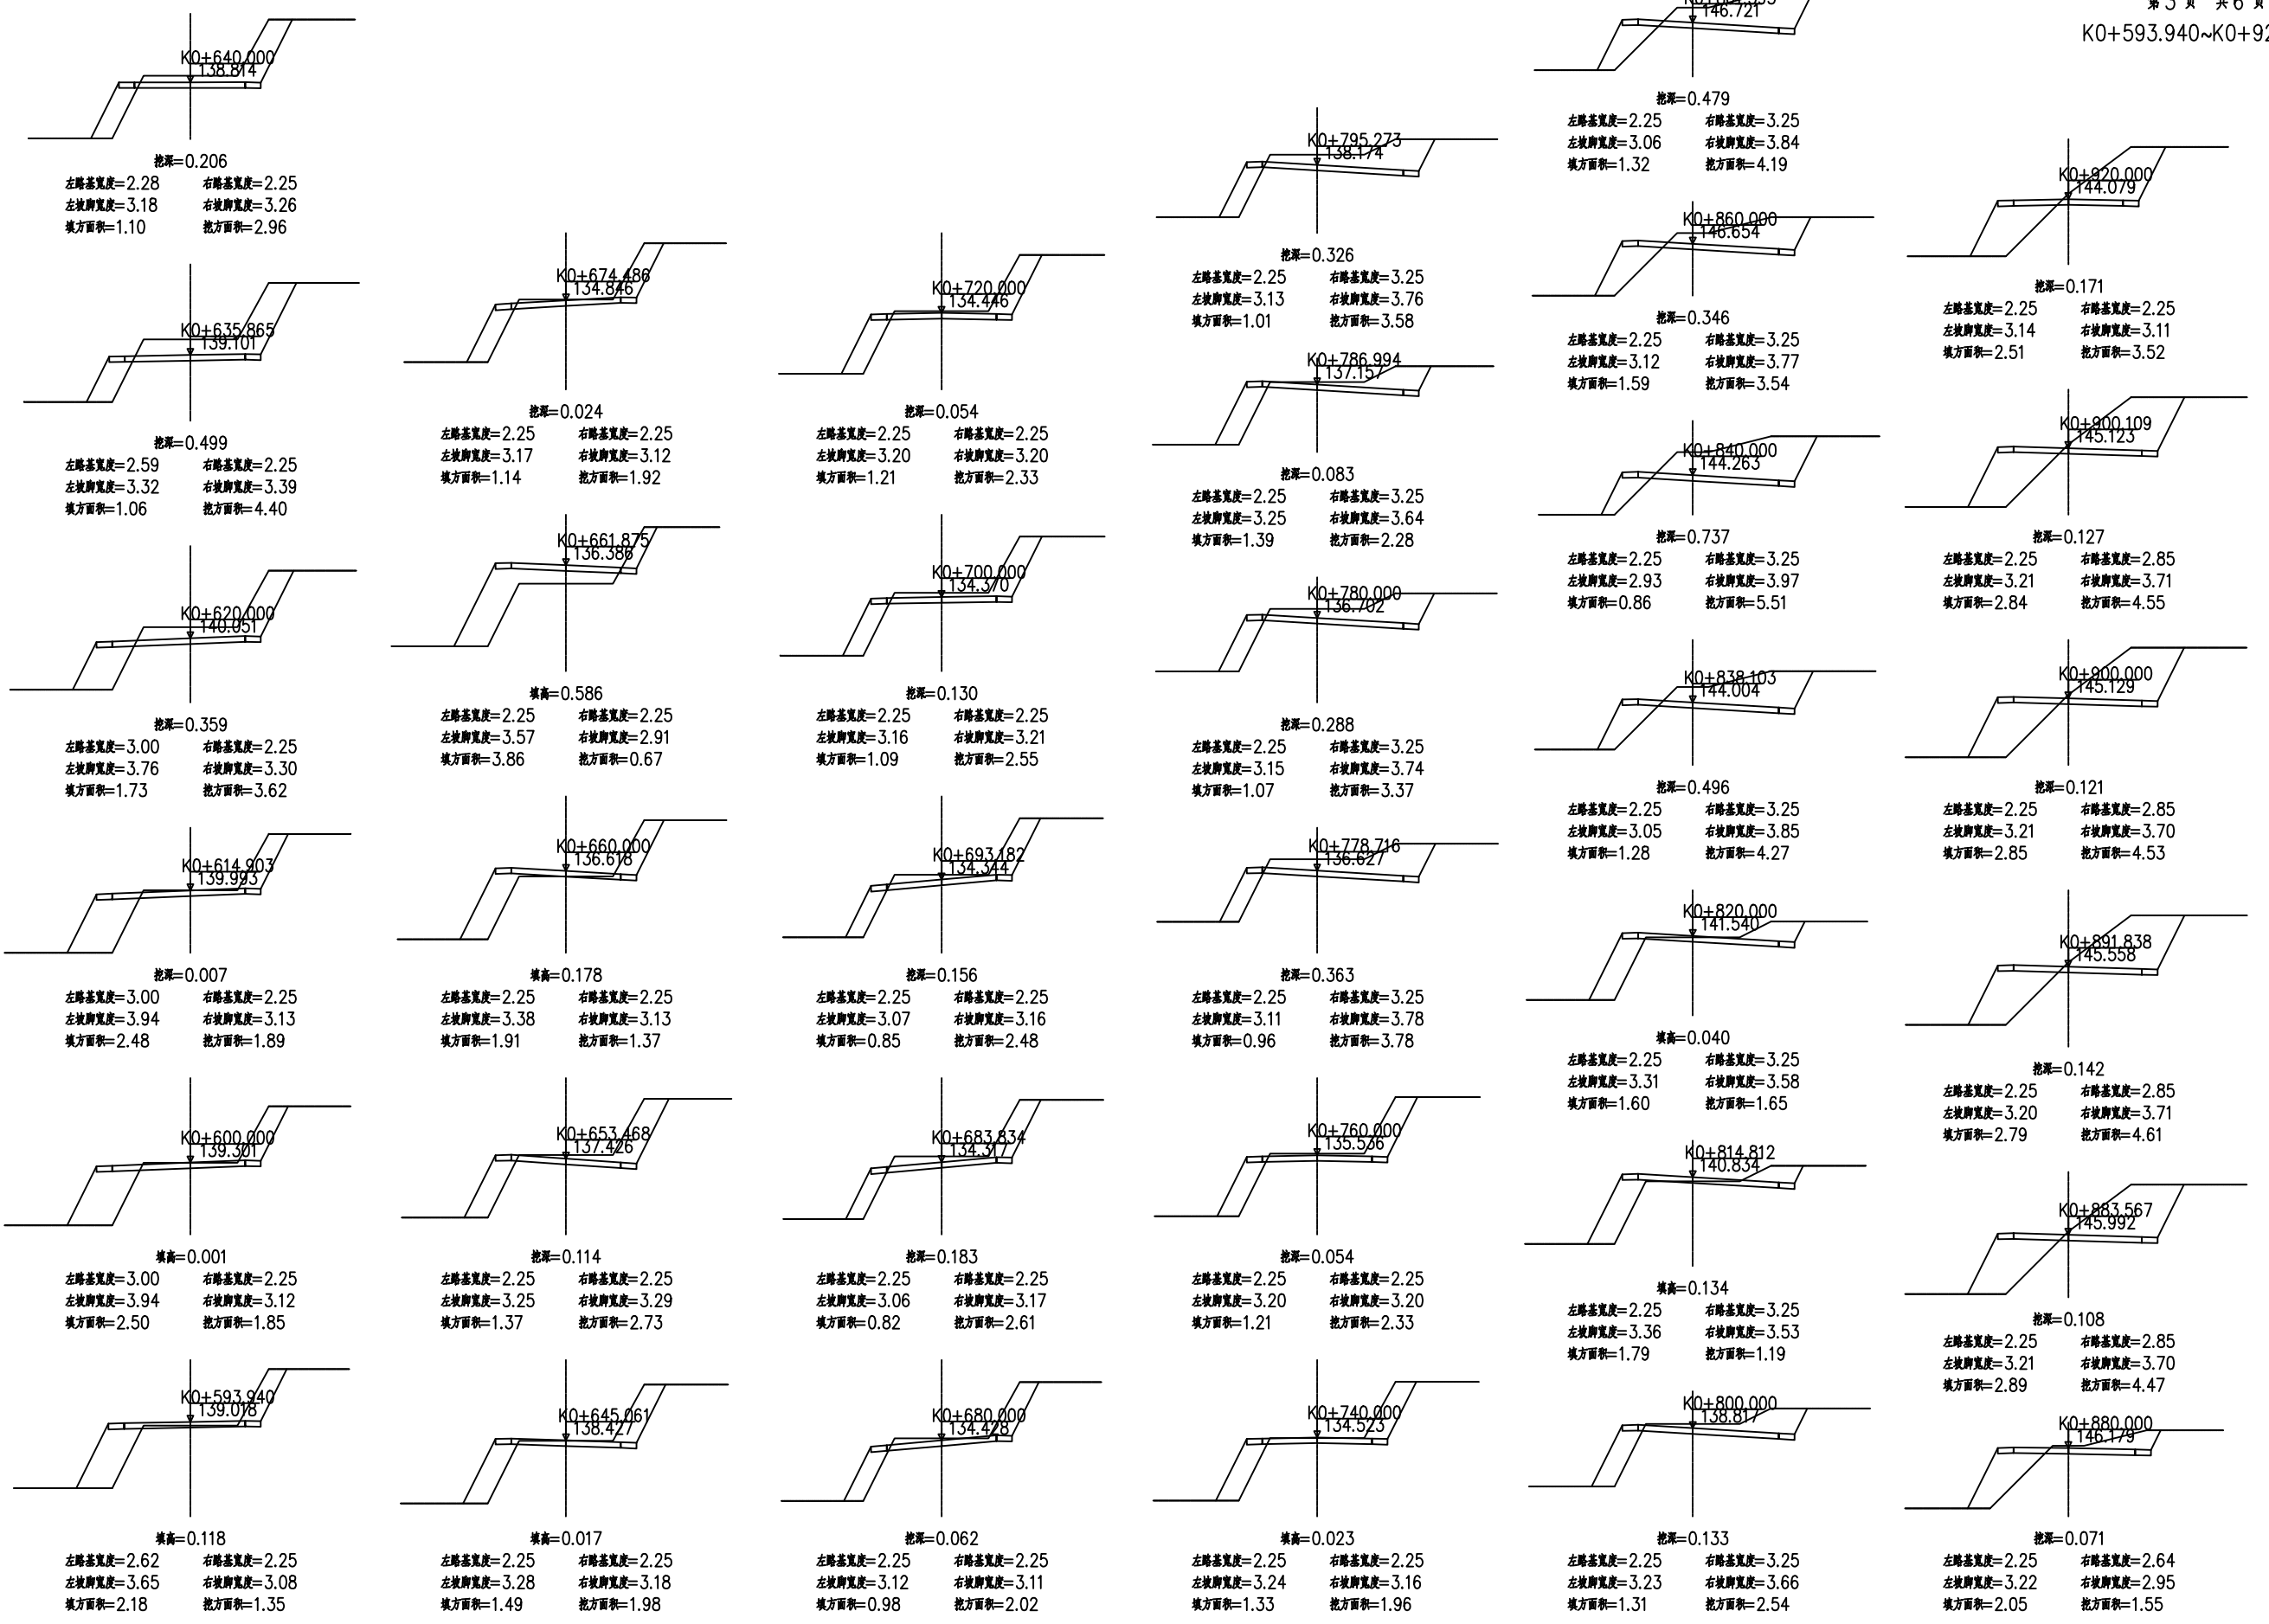 第 3 页 共 6 页
K0+593.940~K0+92
K0+640.000
138.814
挖深=0.206
左路基宽度=2.28 右路基宽度=2.25
左坡脚宽度=3.18 右坡脚宽度=3.26
填方面积=1.10 挖方面积=2.96
K0+635.865
139.101
挖深=0.499
左路基宽度=2.59 右路基宽度=2.25
左坡脚宽度=3.32 右坡脚宽度=3.39
填方面积=1.06 挖方面积=4.40
K0+620.000
140.051
挖深=0.359
左路基宽度=3.00 右路基宽度=2.25
左坡脚宽度=3.76 右坡脚宽度=3.30
填方面积=1.73 挖方面积=3.62
K0+614.903
139.993
挖深=0.007
左路基宽度=3.00 右路基宽度=2.25
左坡脚宽度=3.94 右坡脚宽度=3.13
填方面积=2.48 挖方面积=1.89
K0+600.000
139.301
填高=0.001
左路基宽度=3.00 右路基宽度=2.25
左坡脚宽度=3.94 右坡脚宽度=3.12
填方面积=2.50 挖方面积=1.85
K0+593.940
139.018
填高=0.118
左路基宽度=2.62 右路基宽度=2.25
左坡脚宽度=3.65 右坡脚宽度=3.08
填方面积=2.18 挖方面积=1.35
K0+674.486
134.846
挖深=0.024
左路基宽度=2.25 右路基宽度=2.25
左坡脚宽度=3.17 右坡脚宽度=3.12
填方面积=1.14 挖方面积=1.92
K0+661.875
136.386
填高=0.586
左路基宽度=2.25 右路基宽度=2.25
左坡脚宽度=3.57 右坡脚宽度=2.91
填方面积=3.86 挖方面积=0.67
K0+660.000
136.618
填高=0.178
左路基宽度=2.25 右路基宽度=2.25
左坡脚宽度=3.38 右坡脚宽度=3.13
填方面积=1.91 挖方面积=1.37
K0+653.468
137.426
挖深=0.114
左路基宽度=2.25 右路基宽度=2.25
左坡脚宽度=3.25 右坡脚宽度=3.29
填方面积=1.37 挖方面积=2.73
K0+645.061
138.427
填高=0.017
左路基宽度=2.25 右路基宽度=2.25
左坡脚宽度=3.28 右坡脚宽度=3.18
填方面积=1.49 挖方面积=1.98
K0+720.000
134.446
挖深=0.054
左路基宽度=2.25 右路基宽度=2.25
左坡脚宽度=3.20 右坡脚宽度=3.20
填方面积=1.21 挖方面积=2.33
K0+700.000
134.370
挖深=0.130
左路基宽度=2.25 右路基宽度=2.25
左坡脚宽度=3.16 右坡脚宽度=3.21
填方面积=1.09 挖方面积=2.55
K0+693.182
134.344
挖深=0.156
左路基宽度=2.25 右路基宽度=2.25
左坡脚宽度=3.07 右坡脚宽度=3.16
填方面积=0.85 挖方面积=2.48
K0+683.834
134.317
挖深=0.183
左路基宽度=2.25 右路基宽度=2.25
左坡脚宽度=3.06 右坡脚宽度=3.17
填方面积=0.82 挖方面积=2.61
K0+680.000
134.428
挖深=0.062
左路基宽度=2.25 右路基宽度=2.25
左坡脚宽度=3.12 右坡脚宽度=3.11
填方面积=0.98 挖方面积=2.02
K0+795.273
138.174
挖深=0.326
左路基宽度=2.25 右路基宽度=3.25
左坡脚宽度=3.13 右坡脚宽度=3.76
填方面积=1.01 挖方面积=3.58
K0+786.994
137.157
挖深=0.083
左路基宽度=2.25 右路基宽度=3.25
左坡脚宽度=3.25 右坡脚宽度=3.64
填方面积=1.39 挖方面积=2.28
K0+780.000
136.702
挖深=0.288
左路基宽度=2.25 右路基宽度=3.25
左坡脚宽度=3.15 右坡脚宽度=3.74
填方面积=1.07 挖方面积=3.37
K0+778.716
136.627
挖深=0.363
左路基宽度=2.25 右路基宽度=3.25
左坡脚宽度=3.11 右坡脚宽度=3.78
填方面积=0.96 挖方面积=3.78
K0+760.000
135.536
挖深=0.054
左路基宽度=2.25 右路基宽度=2.25
左坡脚宽度=3.20 右坡脚宽度=3.20
填方面积=1.21 挖方面积=2.33
K0+740.000
134.523
填高=0.023
左路基宽度=2.25 右路基宽度=2.25
左坡脚宽度=3.24 右坡脚宽度=3.16
填方面积=1.33 挖方面积=1.96
146.721
挖深=0.479
左路基宽度=2.25 右路基宽度=3.25
左坡脚宽度=3.06 右坡脚宽度=3.84
填方面积=1.32 挖方面积=4.19
K0+860.000
146.654
挖深=0.346
左路基宽度=2.25 右路基宽度=3.25
左坡脚宽度=3.12 右坡脚宽度=3.77
填方面积=1.59 挖方面积=3.54
K0+840.000
144.263
挖深=0.737
左路基宽度=2.25 右路基宽度=3.25
左坡脚宽度=2.93 右坡脚宽度=3.97
填方面积=0.86 挖方面积=5.51
K0+838.103
144.004
挖深=0.496
左路基宽度=2.25 右路基宽度=3.25
左坡脚宽度=3.05 右坡脚宽度=3.85
填方面积=1.28 挖方面积=4.27
K0+820.000
141.540
填高=0.040
左路基宽度=2.25 右路基宽度=3.25
左坡脚宽度=3.31 右坡脚宽度=3.58
填方面积=1.60 挖方面积=1.65
K0+814.812
140.834
填高=0.134
左路基宽度=2.25 右路基宽度=3.25
左坡脚宽度=3.36 右坡脚宽度=3.53
填方面积=1.79 挖方面积=1.19
K0+800.000
138.817
挖深=0.133
左路基宽度=2.25 右路基宽度=3.25
左坡脚宽度=3.23 右坡脚宽度=3.66
填方面积=1.31 挖方面积=2.54
K0+920.000
144.079
挖深=0.171
左路基宽度=2.25 右路基宽度=2.25
左坡脚宽度=3.14 右坡脚宽度=3.11
填方面积=2.51 挖方面积=3.52
K0+900.109
145.123
挖深=0.127
左路基宽度=2.25 右路基宽度=2.85
左坡脚宽度=3.21 右坡脚宽度=3.71
填方面积=2.84 挖方面积=4.55
K0+900.000
145.129
挖深=0.121
左路基宽度=2.25 右路基宽度=2.85
左坡脚宽度=3.21 右坡脚宽度=3.70
填方面积=2.85 挖方面积=4.53
K0+891.838
145.558
挖深=0.142
左路基宽度=2.25 右路基宽度=2.85
左坡脚宽度=3.20 右坡脚宽度=3.71
填方面积=2.79 挖方面积=4.61
K0+883.567
145.992
挖深=0.108
左路基宽度=2.25 右路基宽度=2.85
左坡脚宽度=3.21 右坡脚宽度=3.70
填方面积=2.89 挖方面积=4.47
K0+880.000
146.179
挖深=0.071
左路基宽度=2.25 右路基宽度=2.64
左坡脚宽度=3.22 右坡脚宽度=2.95
填方面积=2.05 挖方面积=1.55